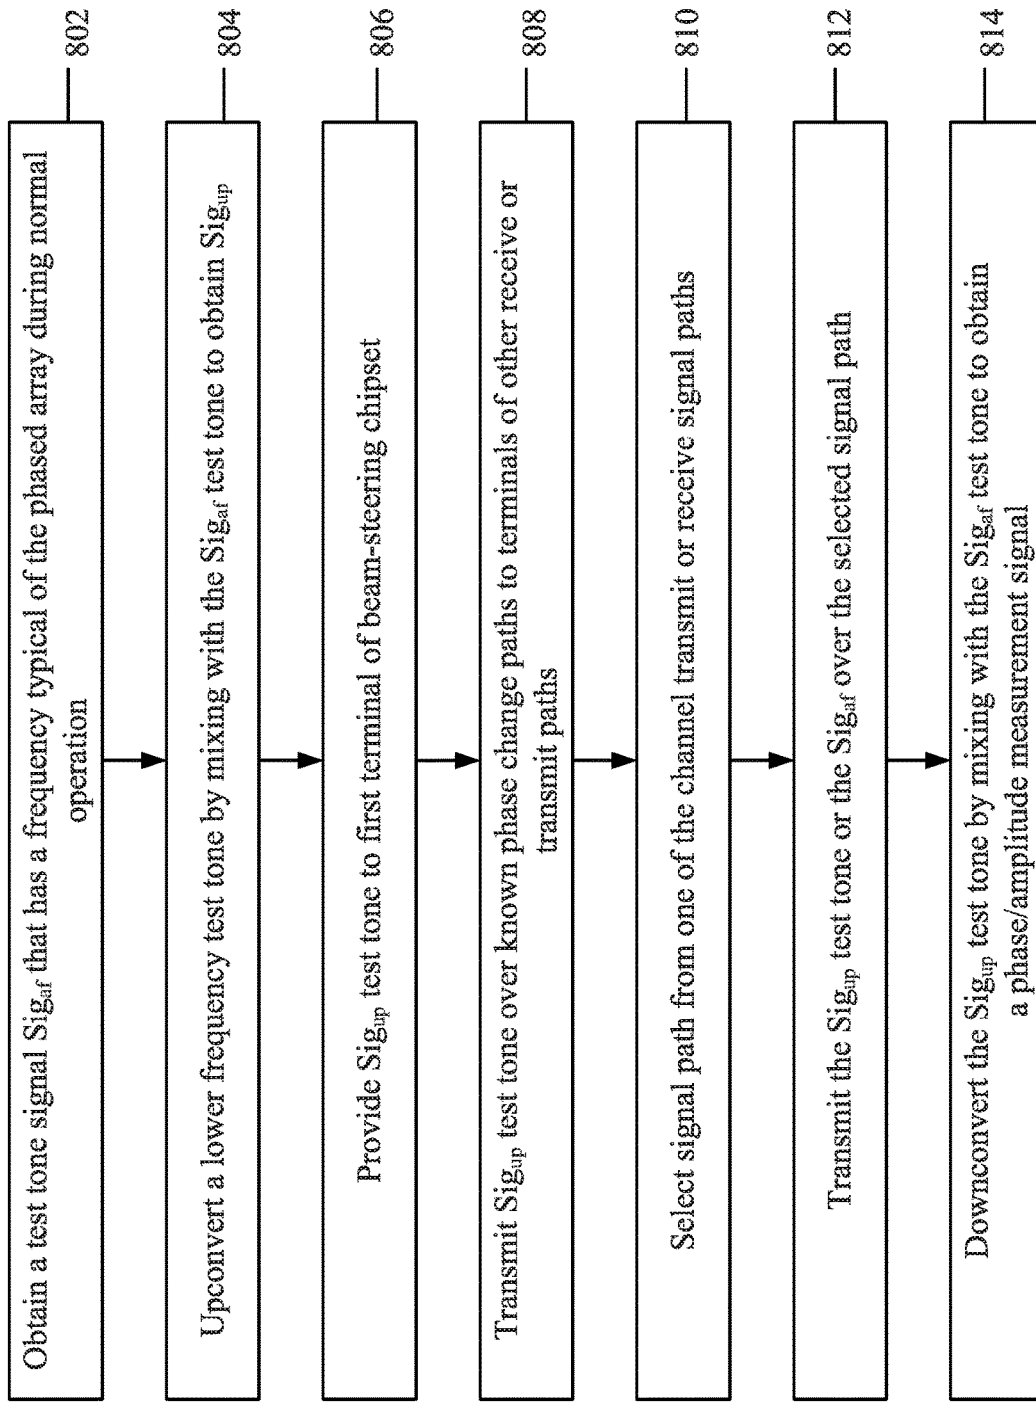 Obtain a test tone signal Sigaf that has a frequency typical of the phased array during normal
operation
802
Upconvert a lower frequency test tone by mixing with the Sigaf test tone to obtain Sigup
804
Provide Sigup test tone to first terminal of beam-steering chipset
806
Transmit Sigup test tone over known phase change paths to terminals of other receive or
transmit paths
808
Select signal path from one of the channel transmit or receive signal paths
810
Transmit the Sigup test tone or the Sigaf over the selected signal path
812
Downconvert the Sigup test tone by mixing with the Sigaf test tone to obtain
a phase/amplitude measurement signal
814